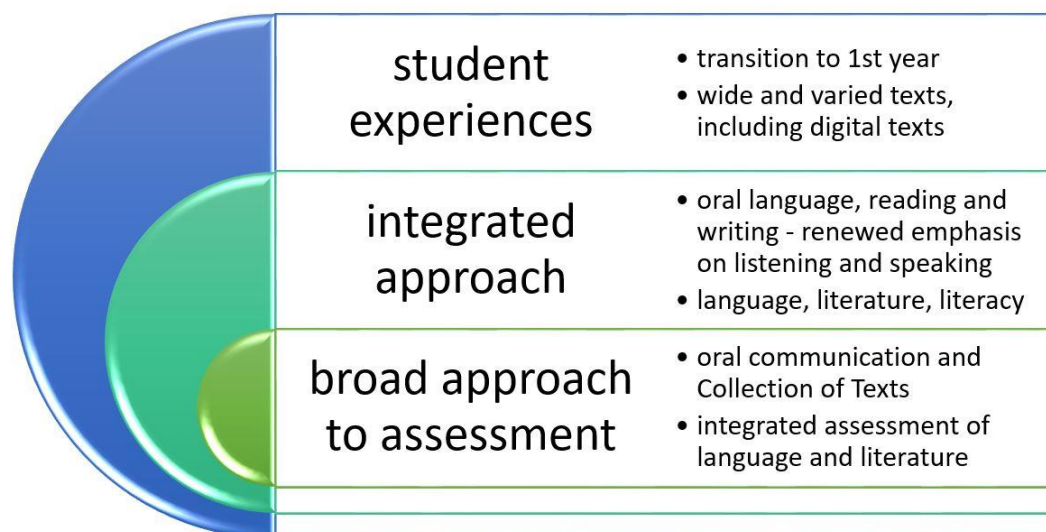 student
experiences
• transition to 1st year
• wide and varied texts,
including digital texts
integrated
approach
• oral language, reading and
writing - renewed emphasis
on listening and speaking
• language, literature, literacy
broad approach
to assessment
• oral communication and
Collection of Texts
• integrated assessment of
language and literature